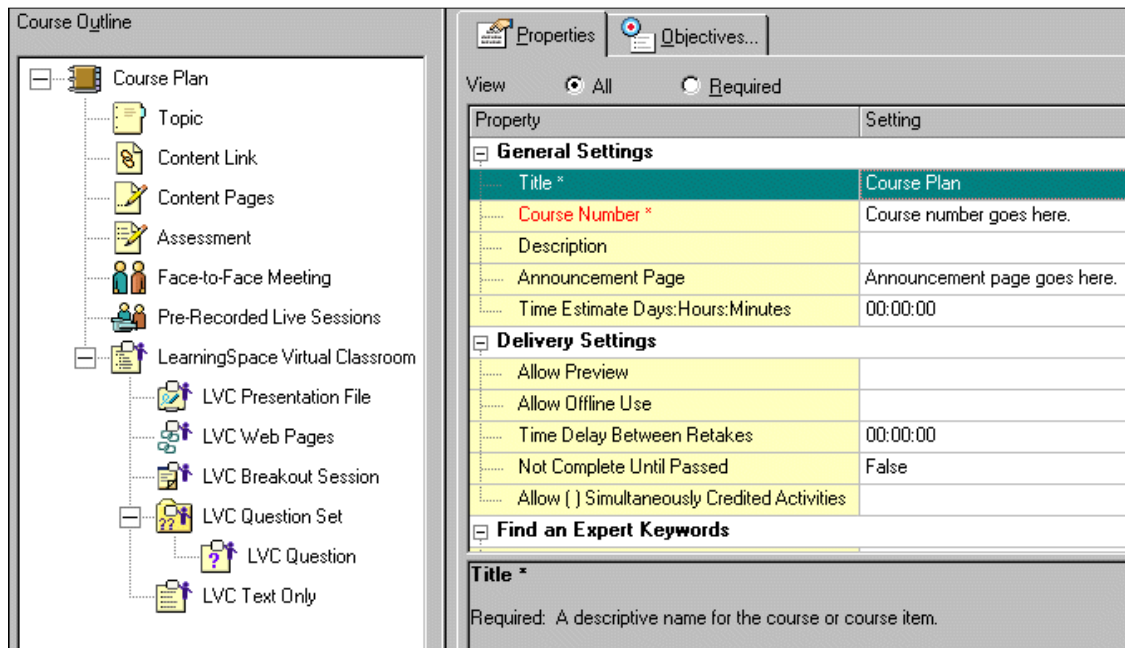 Course Outline
Course Plan
Topic
Content Link
Content Pages
Assessment
Face-to-Face Meeting
Pre-Recorded Live Sessions
LearningSpace Virtual Classroom
LVC Presentation File
LVC Web Pages
LVC Breakout Session
LVC Question Set
LVC Question
LVC Text Only
Properties Objectives...
View All Required
Property Setting
General Settings
Title * Course Plan
Course Number * Course number goes here.
Description
Announcement Page Announcement page goes here.
Time Estimate Days:Hours:Minutes 00:00:00
Delivery Settings
Allow Preview
Allow Offline Use
Time Delay Between Retakes 00:00:00
Not Complete Until Passed False
Allow ( ) Simultaneously Credited Activities
Find an Expert Keywords
Title *
Required: A descriptive name for the course or course item.